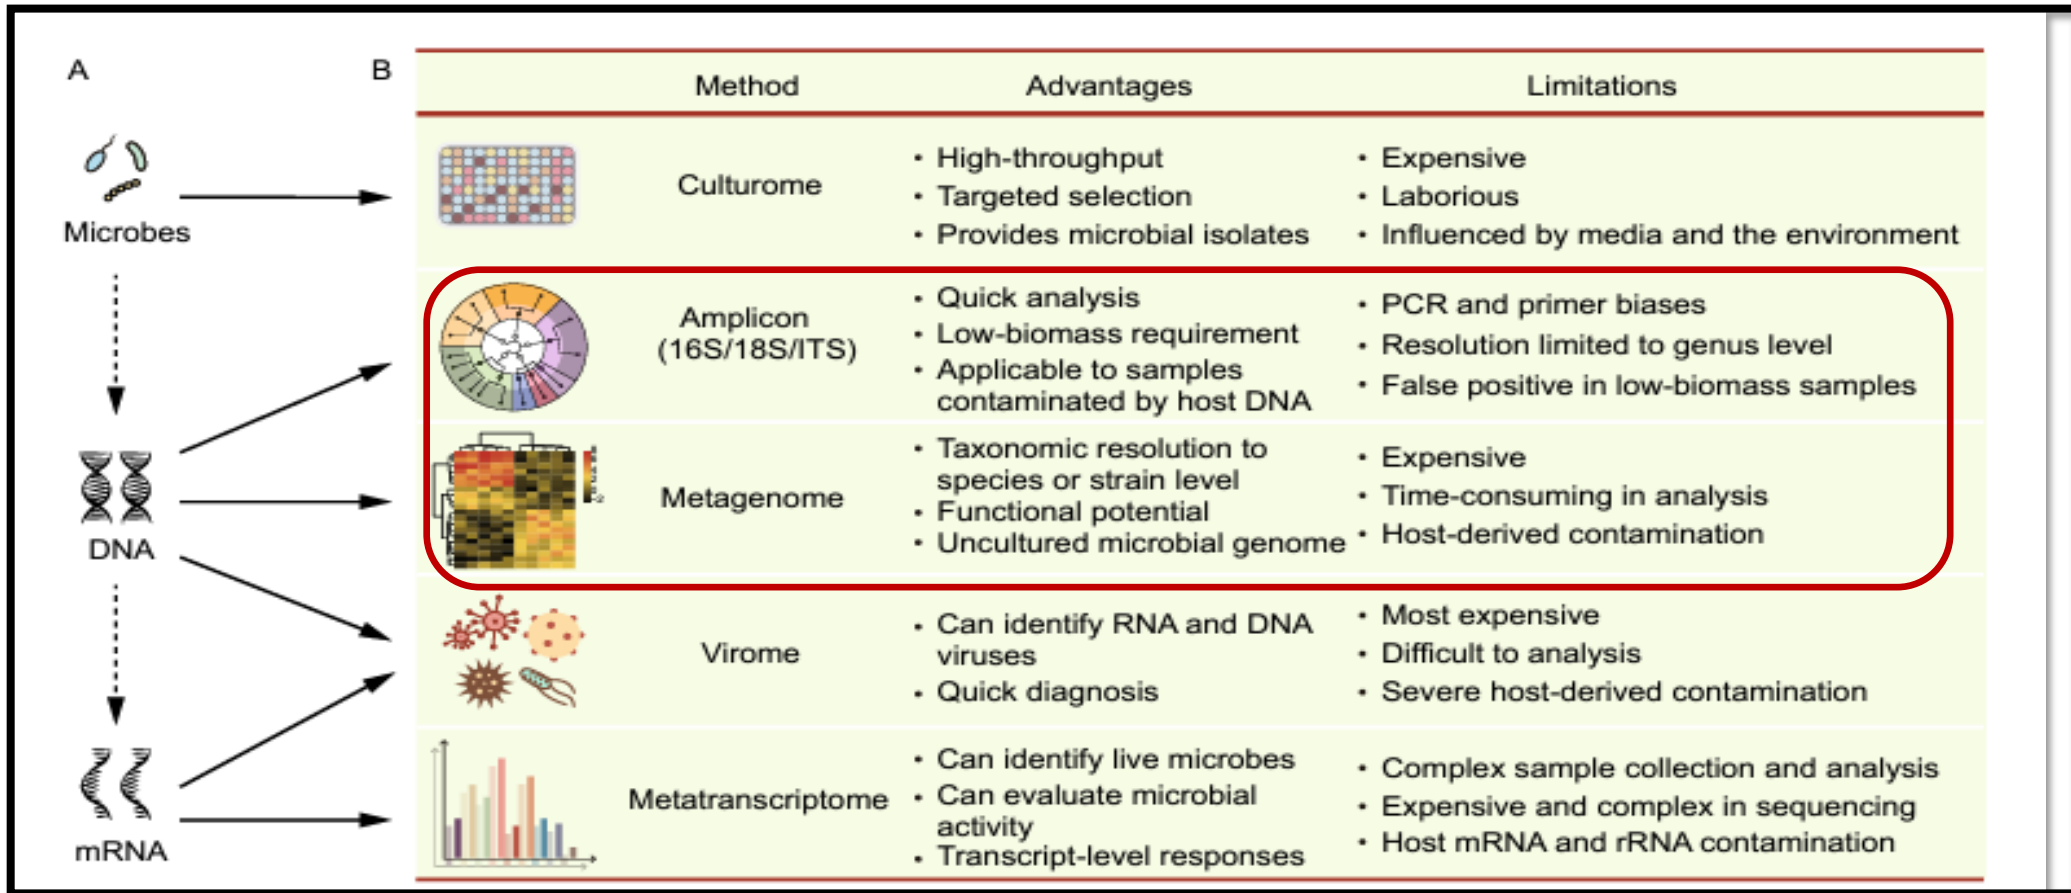 A
B
Method
Advantages
Limitations
Microbes
DNA
mRNA
Culturome
• High-throughput
• Targeted selection
• Provides microbial isolates
• Expensive
• Laborious
• Influenced by media and the environment
Amplicon
(16S/18S/ITS)
• Quick analysis
• Low-biomass requirement
• Applicable to samples
contaminated by host DNA
• PCR and primer biases
• Resolution limited to genus level
• False positive in low-biomass samples
Metagenome
• Taxonomic resolution to
species or strain level
• Functional potential
• Uncultured microbial genome
• Expensive
• Time-consuming in analysis
• Host-derived contamination
Virome
• Can identify RNA and DNA
viruses
• Quick diagnosis
• Most expensive
• Difficult to analysis
• Severe host-derived contamination
Metatranscriptome
• Can identify live microbes
• Can evaluate microbial
activity
• Transcript-level responses
• Complex sample collection and analysis
• Expensive and complex in sequencing
• Host mRNA and rRNA contamination